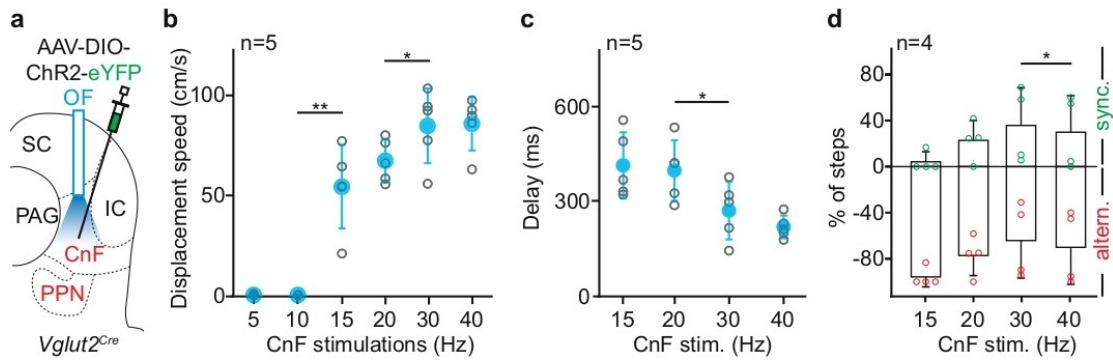 a
AAV-DIO-
ChR2-eYFP
OF
SC
PAG
IC
CnF
PPN
Vglut2Cre
b
n=5
*
**
Displacement speed (cm/s)
100
50
0
5 10 15 20 30 40
CnF stimulations (Hz)
c
n=5
*
Delay (ms)
600
300
0
15 20 30 40
CnF stim. (Hz)
d
n=4
*
% of steps
80
40
0
-40
-80
15 20 30 40
CnF stim. (Hz)
sync.
altern.